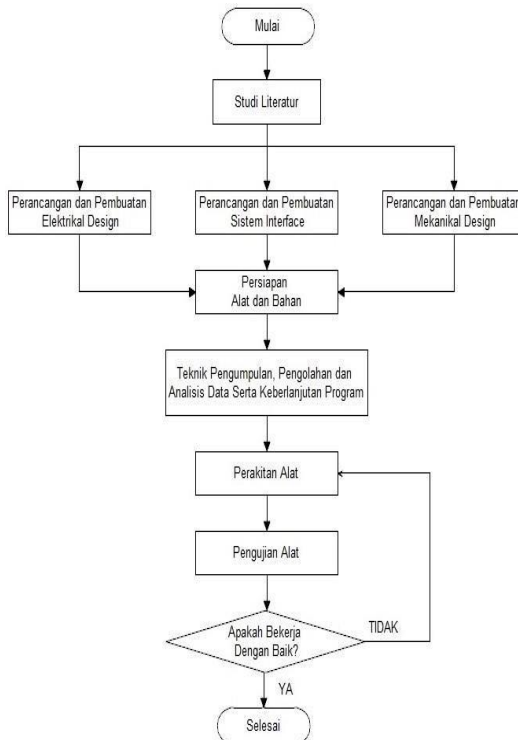 Mulai
Studi Literatur
Perancangan dan Pembuatan
Elektrikal Design
Perancangan dan Pembuatan
Sistem Interface
Perancangan dan Pembuatan
Mekanikal Design
Persiapan
Alat dan Bahan
Teknik Pengumpulan, Pengolahan dan
Analisis Data Serta Keberlanjutan Program
Perakitan Alat
Pengujian Alat
Apakah Bekerja
Dengan Baik?
TIDAK
YA
Selesai